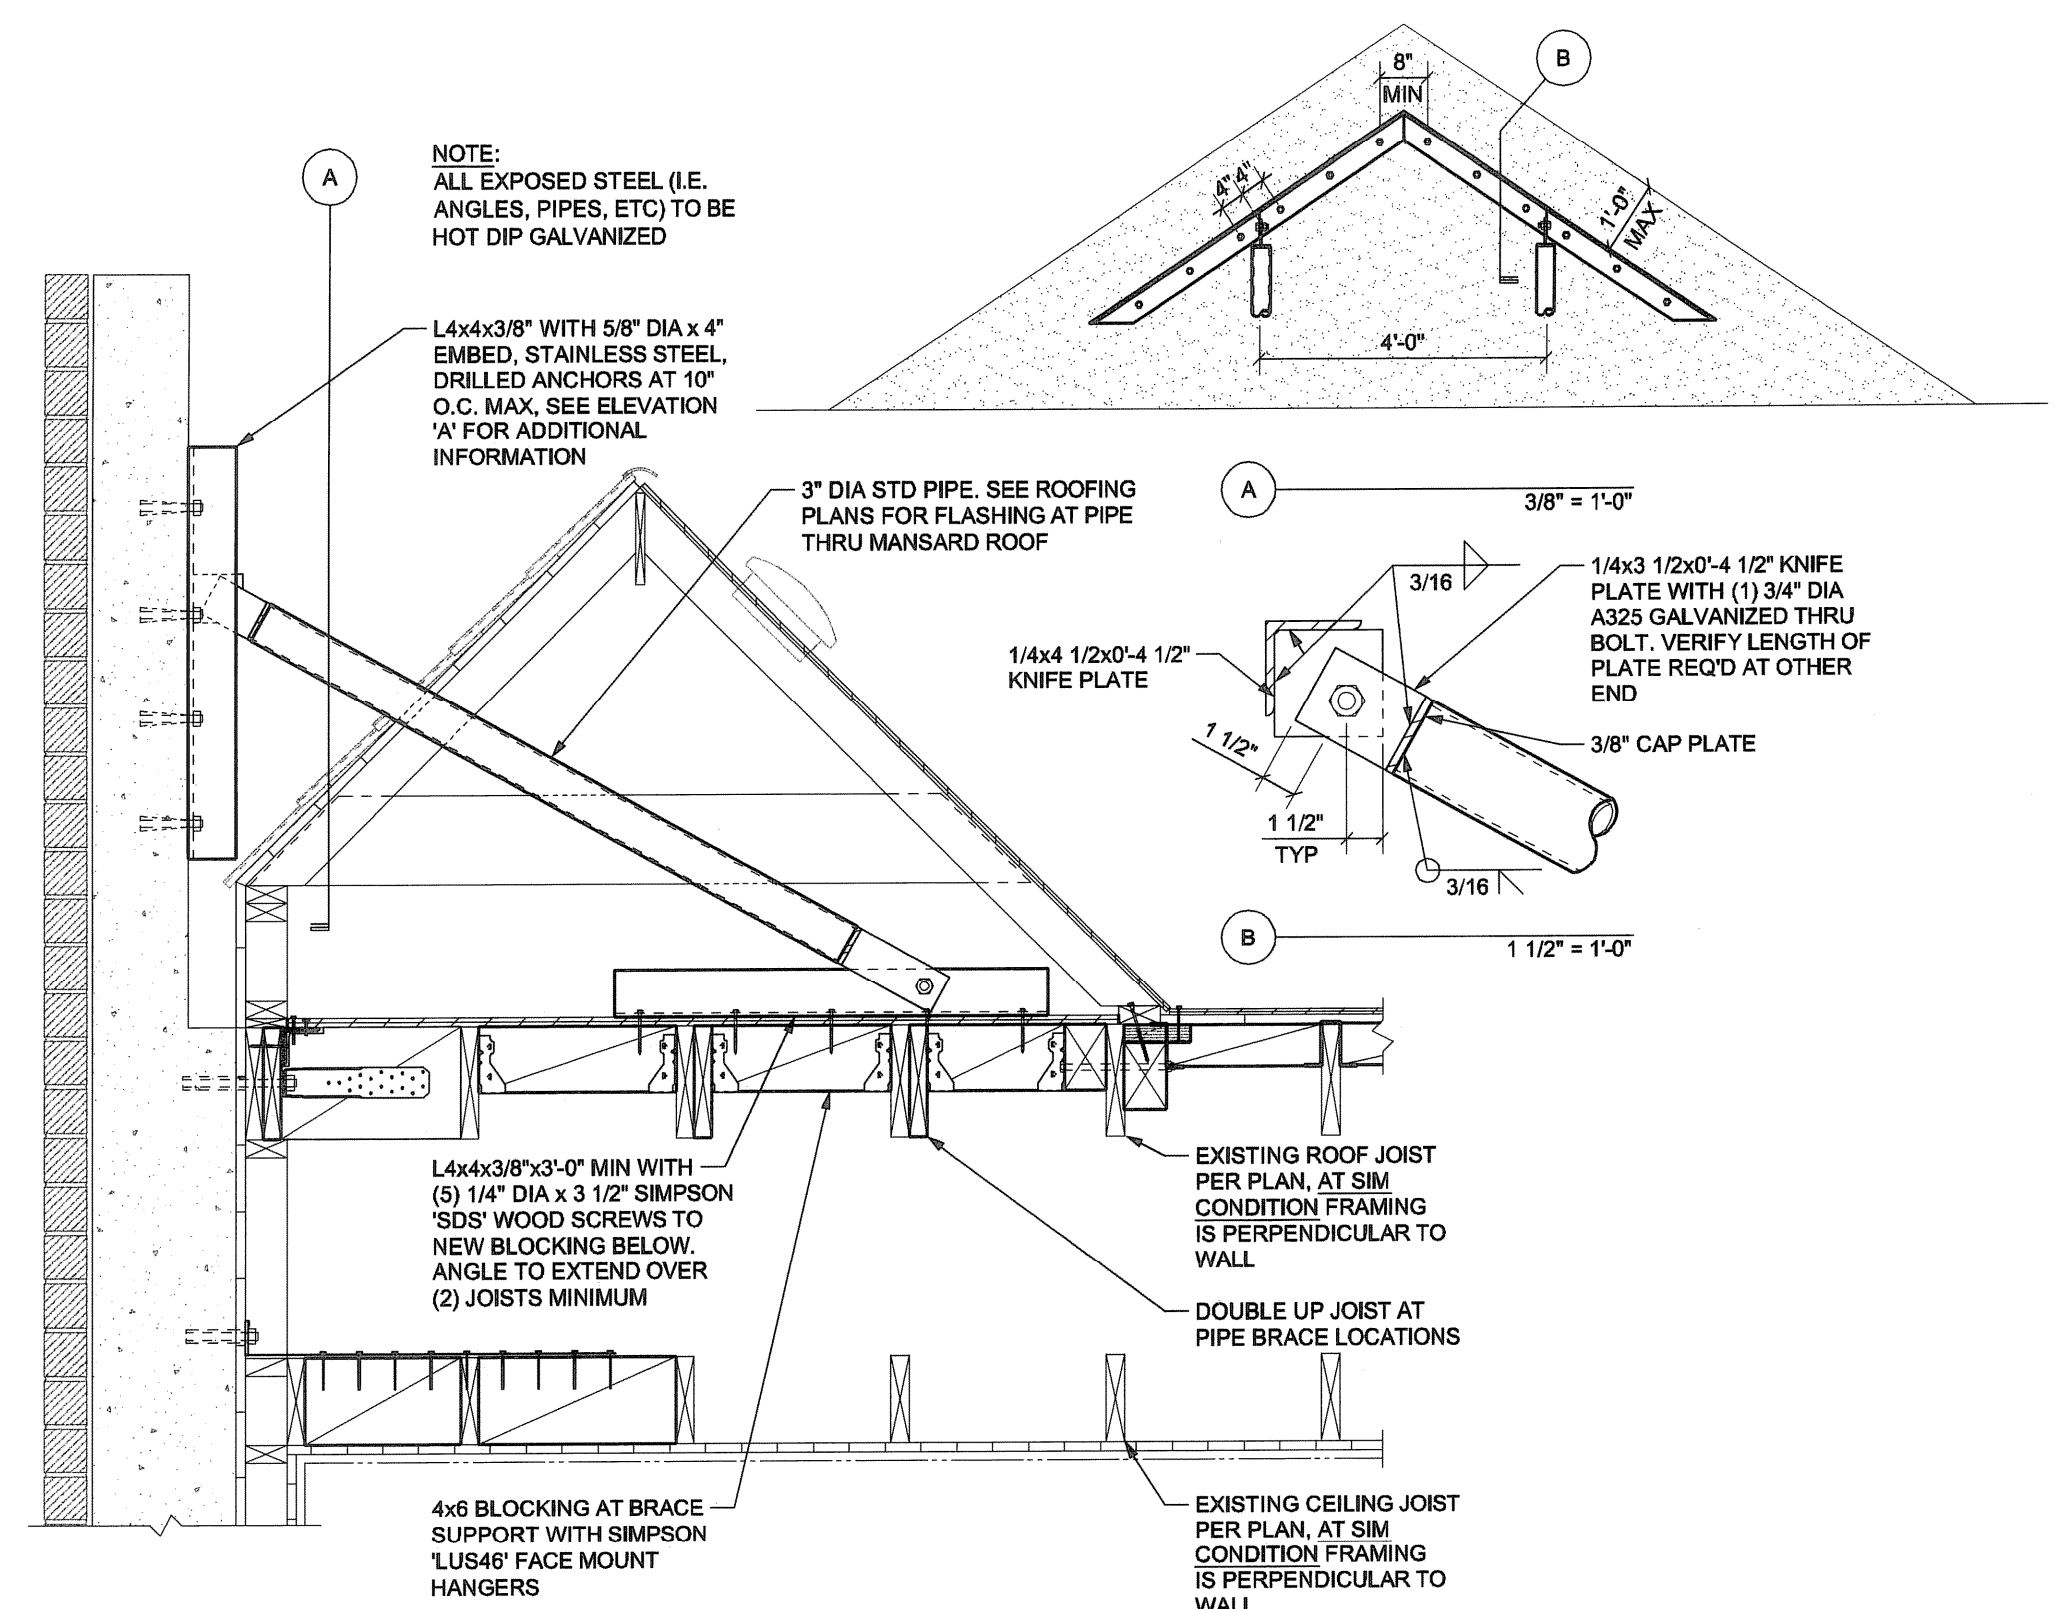 A
NOTE:
ALL EXPOSED STEEL (I.E.
ANGLES, PIPES, ETC) TO BE
HOT DIP GALVANIZED
L4x4x3/8" WITH 5/8" DIA x 4"
EMBED, STAINLESS STEEL,
DRILLED ANCHORS AT 10"
O.C. MAX, SEE ELEVATION
'A' FOR ADDITIONAL
INFORMATION
3" DIA STD PIPE. SEE ROOFING
PLANS FOR FLASHING AT PIPE
THRU MANSARD ROOF
B
8"
MIN
4" 4"
1'-0"
MAX
4'-0"
A
3/8" = 1'-0"
3/16
1/4x3 1/2x0'-4 1/2" KNIFE
PLATE WITH (1) 3/4" DIA
A325 GALVANIZED THRU
BOLT. VERIFY LENGTH OF
PLATE REQ'D AT OTHER
END
1/4x4 1/2x0'-4 1/2"
KNIFE PLATE
3/8" CAP PLATE
1 1/2"
1 1/2"
TYP
3/16
B
1 1/2" = 1'-0"
L4x4x3/8"x3'-0" MIN WITH
(5) 1/4" DIA x 3 1/2" SIMPSON
'SDS' WOOD SCREWS TO
NEW BLOCKING BELOW.
ANGLE TO EXTEND OVER
(2) JOISTS MINIMUM
EXISTING ROOF JOIST
PER PLAN, AT SIM
CONDITION FRAMING
IS PERPENDICULAR TO
WALL
DOUBLE UP JOIST AT
PIPE BRACE LOCATIONS
4x6 BLOCKING AT BRACE
SUPPORT WITH SIMPSON
'LUS46' FACE MOUNT
HANGERS
EXISTING CEILING JOIST
PER PLAN, AT SIM
CONDITION FRAMING
IS PERPENDICULAR TO
WALL